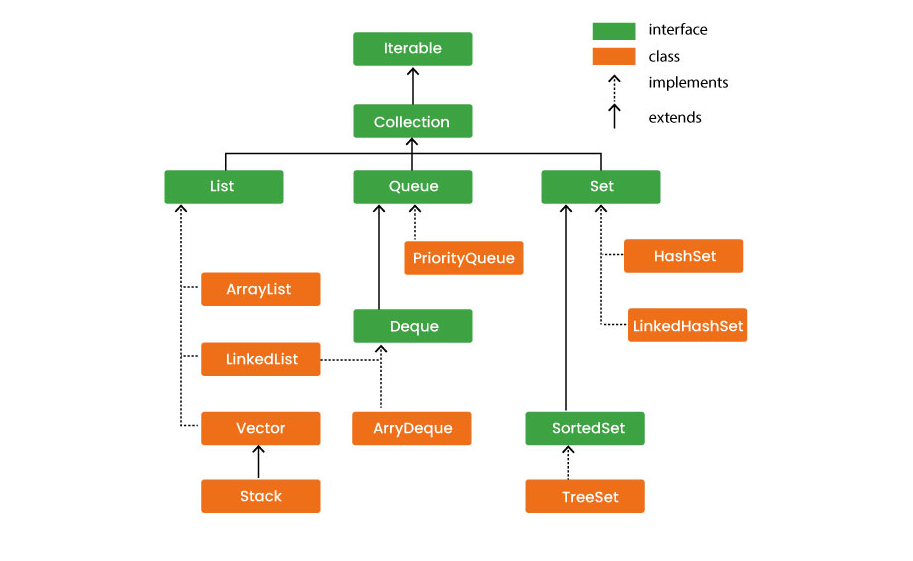 Iterable
interface
class
implements
extends
Collection
List
Queue
Set
PriorityQueue
HashSet
ArrayList
Deque
LinkedHashSet
LinkedList
Vector
ArryDeque
SortedSet
Stack
TreeSet